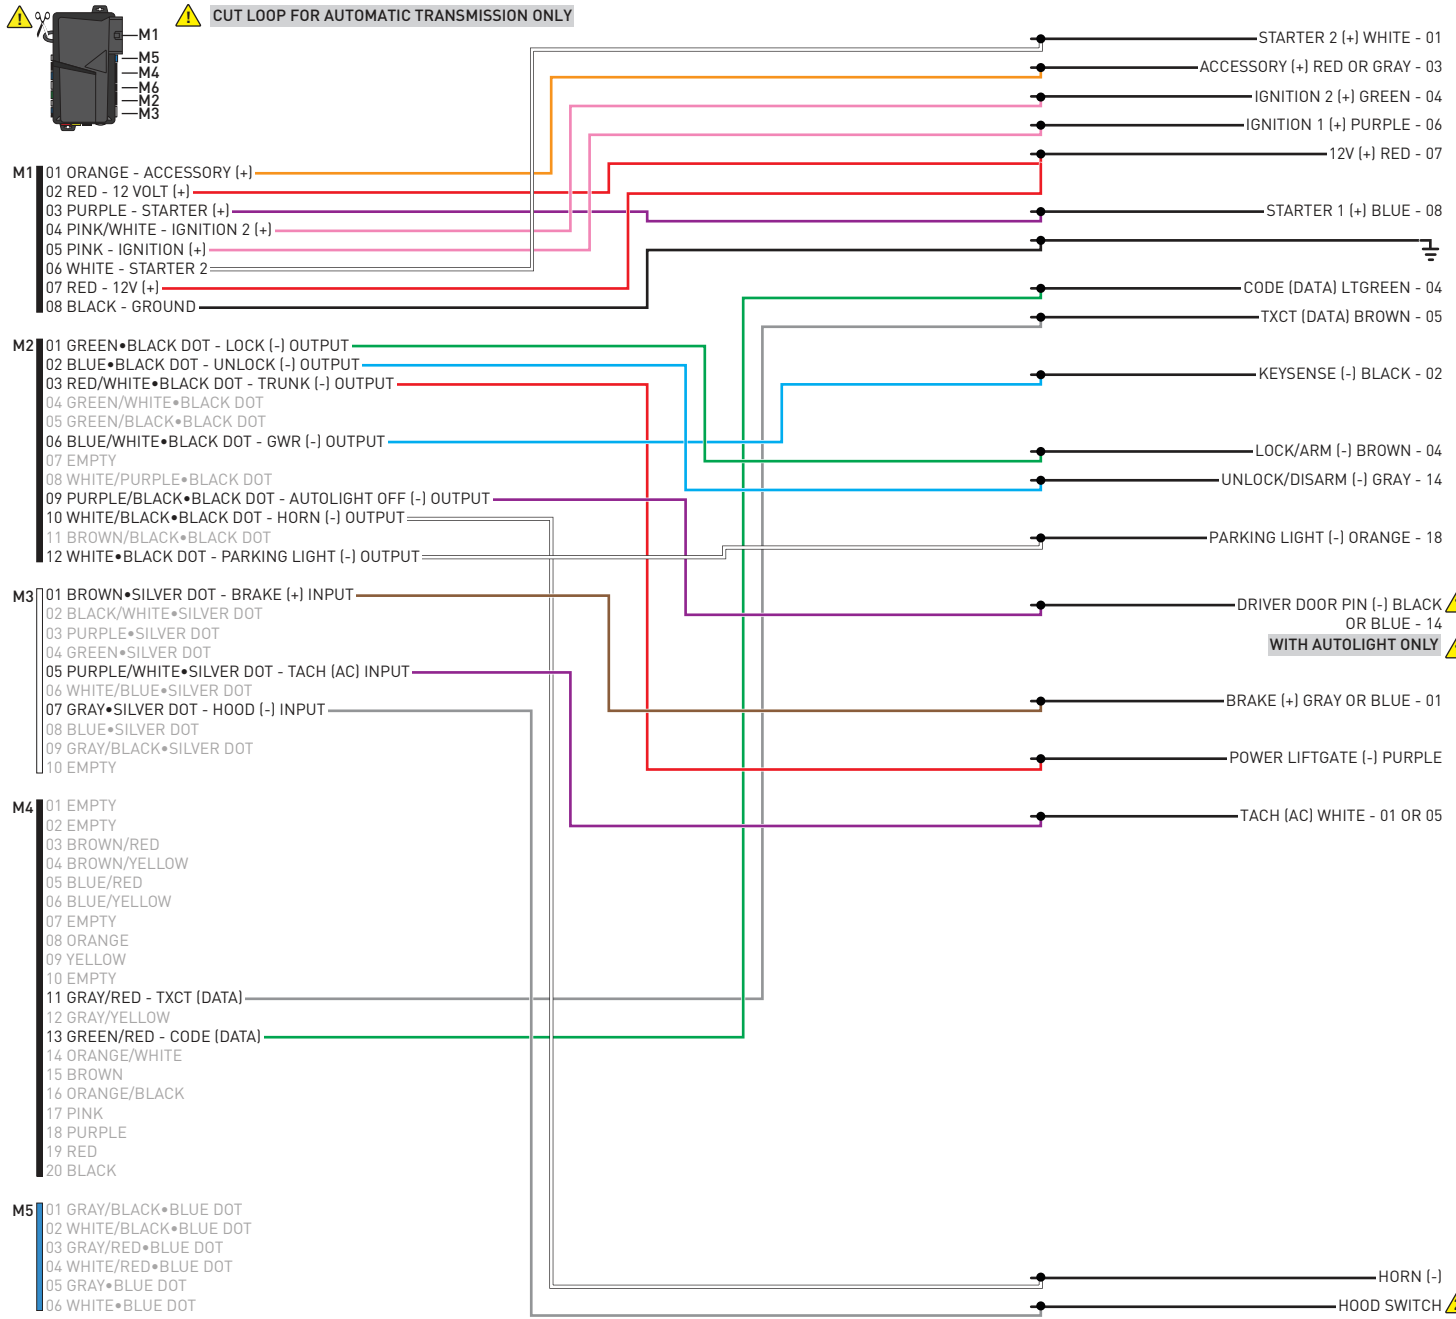 CUT LOOP FOR AUTOMATIC TRANSMISSION ONLY
M1
M5
M4
M6
M2
M3
M1
01 ORANGE - ACCESSORY (+)
02 RED - 12 VOLT (+)
03 PURPLE - STARTER (+)
04 PINK/WHITE - IGNITION 2 (+)
05 PINK - IGNITION (+)
06 WHITE - STARTER 2
07 RED - 12V (+)
08 BLACK - GROUND
M2
01 GREEN•BLACK DOT - LOCK (-) OUTPUT
02 BLUE•BLACK DOT - UNLOCK (-) OUTPUT
03 RED/WHITE•BLACK DOT - TRUNK (-) OUTPUT
04 GREEN/WHITE•BLACK DOT
05 GREEN/BLACK•BLACK DOT
06 BLUE/WHITE•BLACK DOT - GWR (-) OUTPUT
07 EMPTY
08 WHITE/PURPLE•BLACK DOT
09 PURPLE/BLACK•BLACK DOT - AUTOLIGHT OFF (-) OUTPUT
10 WHITE/BLACK•BLACK DOT - HORN (-) OUTPUT
11 BROWN/BLACK•BLACK DOT
12 WHITE•BLACK DOT - PARKING LIGHT (-) OUTPUT
M3
01 BROWN•SILVER DOT - BRAKE (+) INPUT
02 BLACK/WHITE•SILVER DOT
03 PURPLE•SILVER DOT
04 GREEN•SILVER DOT
05 PURPLE/WHITE•SILVER DOT - TACH (AC) INPUT
06 WHITE/BLUE•SILVER DOT
07 GRAY•SILVER DOT - HOOD (-) INPUT
08 BLUE•SILVER DOT
09 GRAY/BLACK•SILVER DOT
10 EMPTY
M4
01 EMPTY
02 EMPTY
03 BROWN/RED
04 BROWN/YELLOW
05 BLUE/RED
06 BLUE/YELLOW
07 EMPTY
08 ORANGE
09 YELLOW
10 EMPTY
11 GRAY/RED - TXCT (DATA)
12 GRAY/YELLOW
13 GREEN/RED - CODE (DATA)
14 ORANGE/WHITE
15 BROWN
16 ORANGE/BLACK
17 PINK
18 PURPLE
19 RED
20 BLACK
M5
01 GRAY/BLACK•BLUE DOT
02 WHITE/BLACK•BLUE DOT
03 GRAY/RED•BLUE DOT
04 WHITE/RED•BLUE DOT
05 GRAY•BLUE DOT
06 WHITE•BLUE DOT
STARTER 2 (+) WHITE - 01
ACCESSORY (+) RED OR GRAY - 03
IGNITION 2 (+) GREEN - 04
IGNITION 1 (+) PURPLE - 06
12V (+) RED - 07
STARTER 1 (+) BLUE - 08
CODE (DATA) LTGREEN - 04
TXCT (DATA) BROWN - 05
KEYSENSE (-) BLACK - 02
LOCK/ARM (-) BROWN - 04
UNLOCK/DISARM (-) GRAY - 14
PARKING LIGHT (-) ORANGE - 18
DRIVER DOOR PIN (-) BLACK
OR BLUE - 14
WITH AUTOLIGHT ONLY
BRAKE (+) GRAY OR BLUE - 01
POWER LIFTGATE (-) PURPLE
TACH (AC) WHITE - 01 OR 05
HORN (-)
HOOD SWITCH